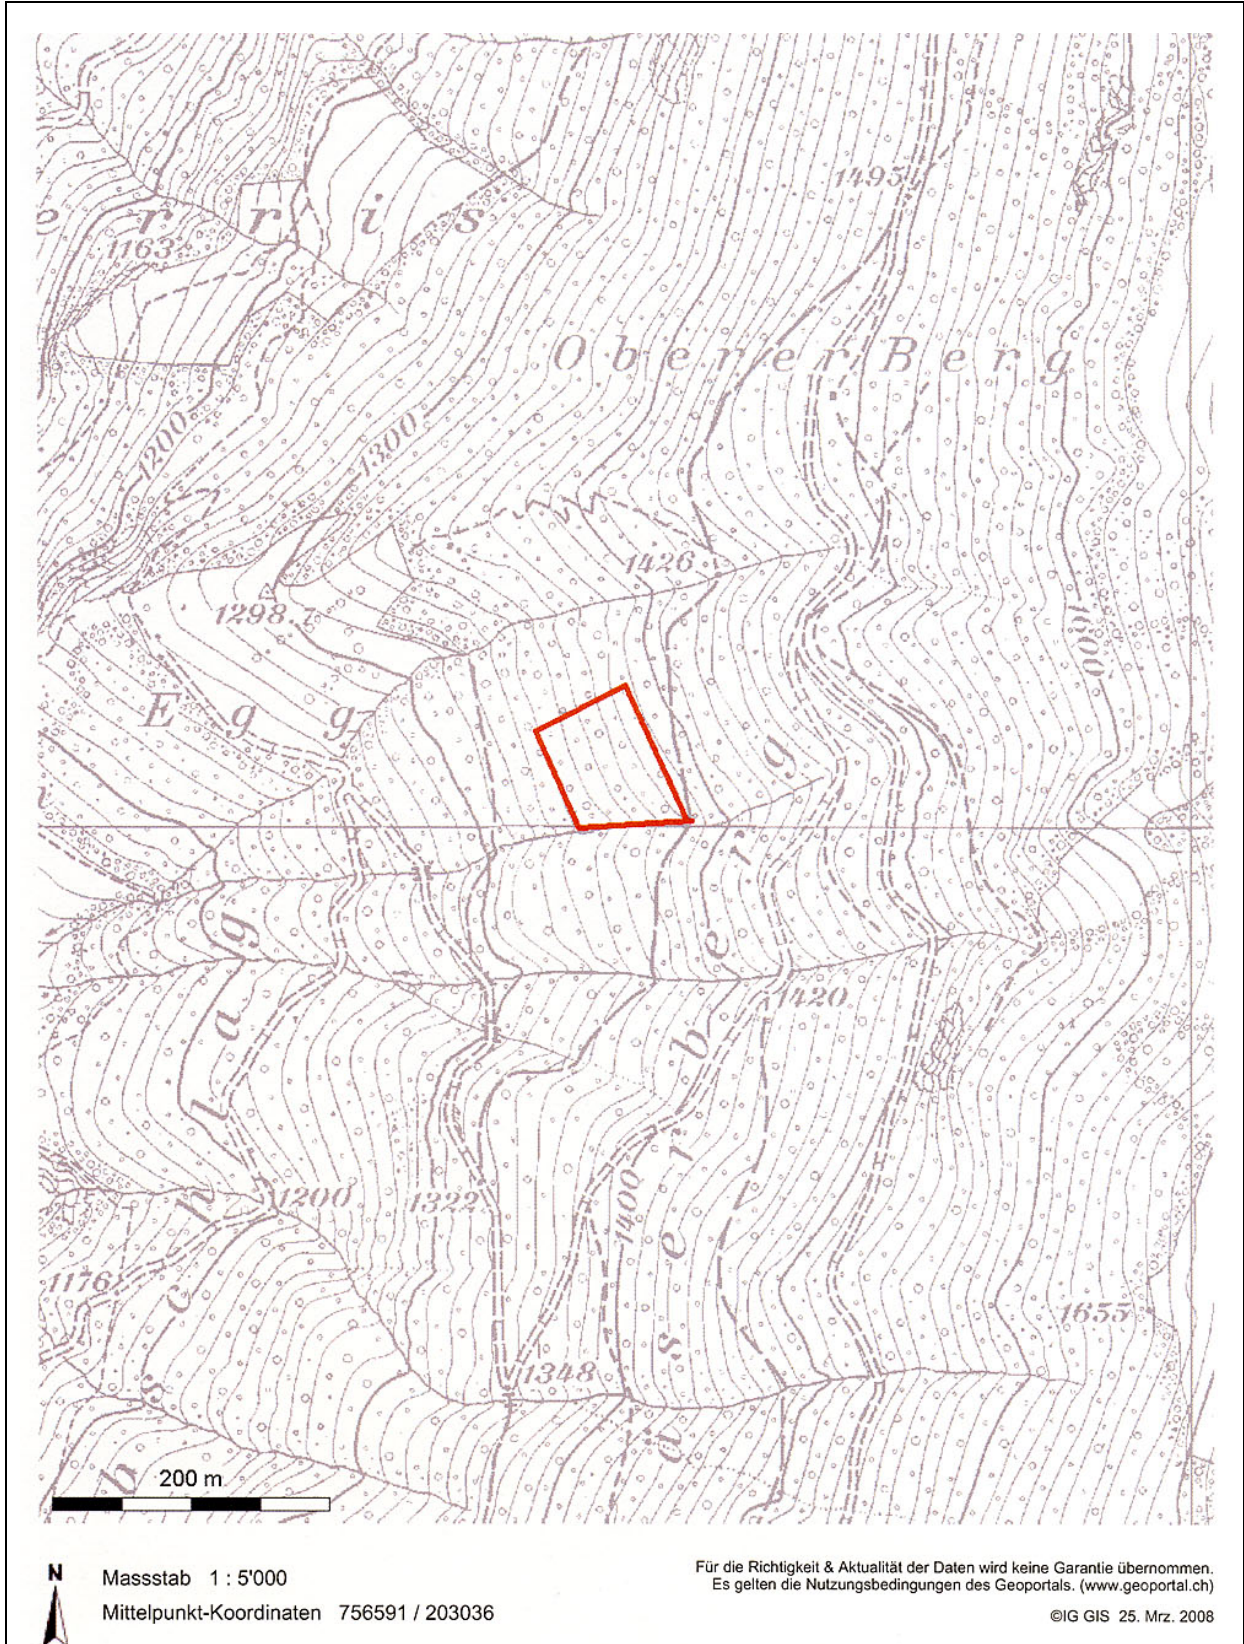 1495
e r r i s
1163
Oberer Berg
1200
1300
1426
1298.7
1600
Egg
g
r
e
b
r
e
s
ä
i
g
a
l
h
c
s
b
1420
1200
1322
1400
1176
1655
1348
200 m
N
Massstab 1 : 5'000
Mittelpunkt-Koordinaten 756591 / 203036
Für die Richtigkeit & Aktualität der Daten wird keine Garantie übernommen.
Es gelten die Nutzungsbedingungen des Geoportals. (www.geoportal.ch)
©IG GIS 25. Mrz. 2008